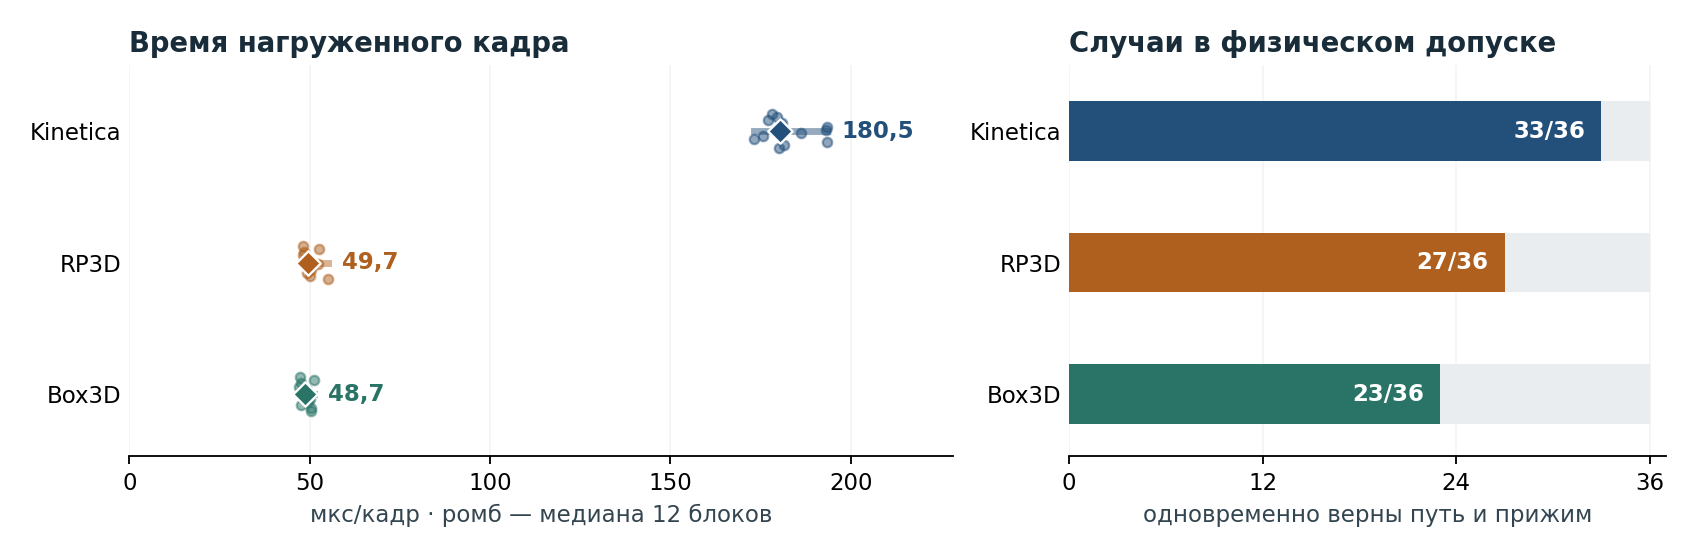 Время нагруженного кадра
Kinetica
180,5
RP3D
49,7
Box3D
48,7
0 50 100 150 200
мкс/кадр · ромб — медиана 12 блоков
Случаи в физическом допуске
Kinetica
33/36
RP3D
27/36
Box3D
23/36
0 12 24 36
одновременно верны путь и прижим